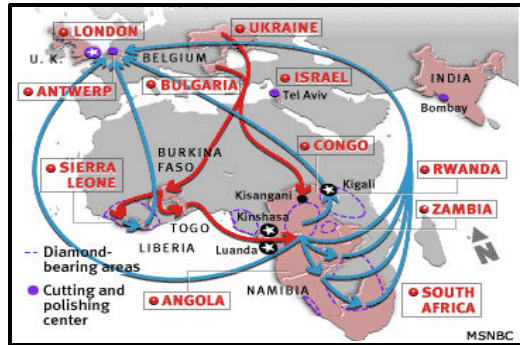 LONDON
UKRAINE
U. K.
BELGIUM
ISRAEL
INDIA
ANTWERP
BULGARIA
Tel Aviv
Bombay
BURKINA
FASO
CONGO
SIERRA
LEONE
Kisangani
Kigali
RWANDA
Kinshasa
ZAMBIA
TOGO
LIBERIA
Luanda
N
Diamond-
bearing areas
Cutting and
polishing
center
ANGOLA
NAMIBIA
SOUTH
AFRICA
MSNBC